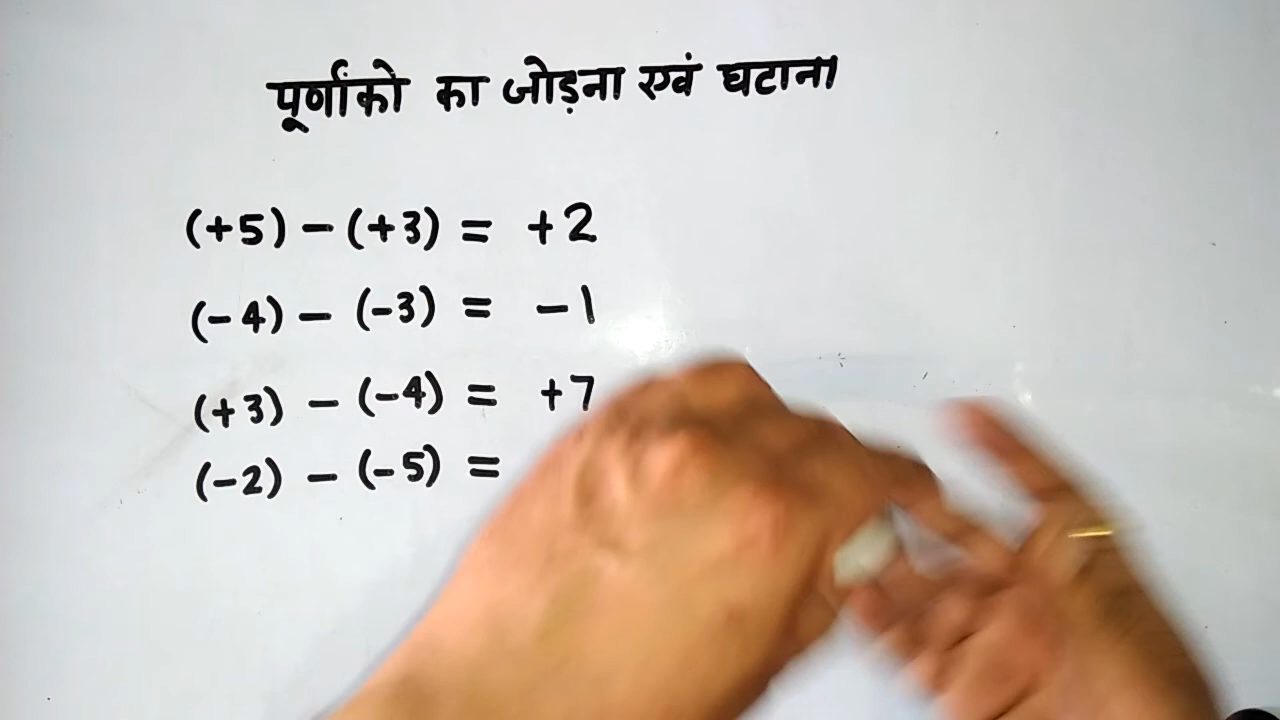 पूर्णांको का जोड़ना एवं घटाना
(+5) - (+3) = +2
(-4) - (-3) = -1
(+3) - (-4) = +7
(-2) - (-5) =